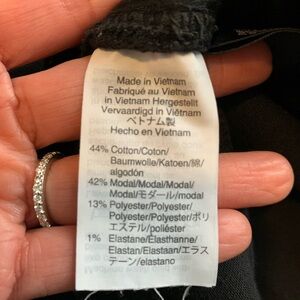 Made in Vietnam
Fabriqué au Vietnam
in Vietnam Hergestellt
Vervaardigd in Viëtnam
ベトナム製
Hecho en Vietnam
44% Cotton/Coton/
Baumwolle/Katoen/綿/
algodón
42% Modal/Modal/Modal/
Modal/モダール/modal
13% Polyester/Polyester/
Polyester/Polyester/ポリ
エステル/poliéster
1% Elastane/Élasthanne/
Elastan/Elastaan/エラス
テーン/elastano